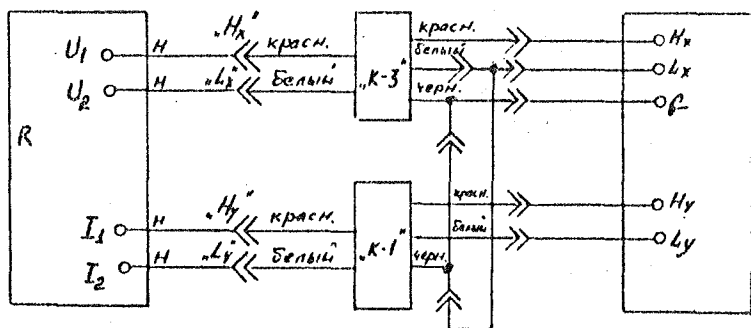 красн.
„Hx“
U1 Н красн. белый Hx
„Lx“
U2 Н белый „К-3“ Lx
черн.
R
„Hy“
красн. Hy
I1 Н красн. белый
„Ly“
I2 Н белый „К-1“ Ly
черн.